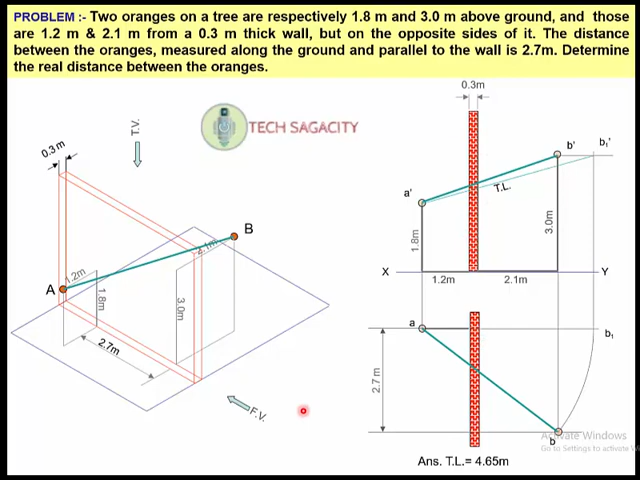 PROBLEM :- Two oranges on a tree are respectively 1.8 m and 3.0 m above ground, and those
are 1.2 m & 2.1 m from a 0.3 m thick wall, but on the opposite sides of it. The distance
between the oranges, measured along the ground and parallel to the wall is 2.7m. Determine
the real distance between the oranges.
TECH SAGACITY
T.V.
0.3m
B
2.1m
A
1.2m
1.8m
3.0m
2.7m
F.V.
0.3m
b'
b₁'
a'
T.L.
1.8m
3.0m
X
Y
1.2m
2.1m
a
b₁
2.7 m
b
Ans. T.L.= 4.65m
Activate Windows
Go to Settings to activate W